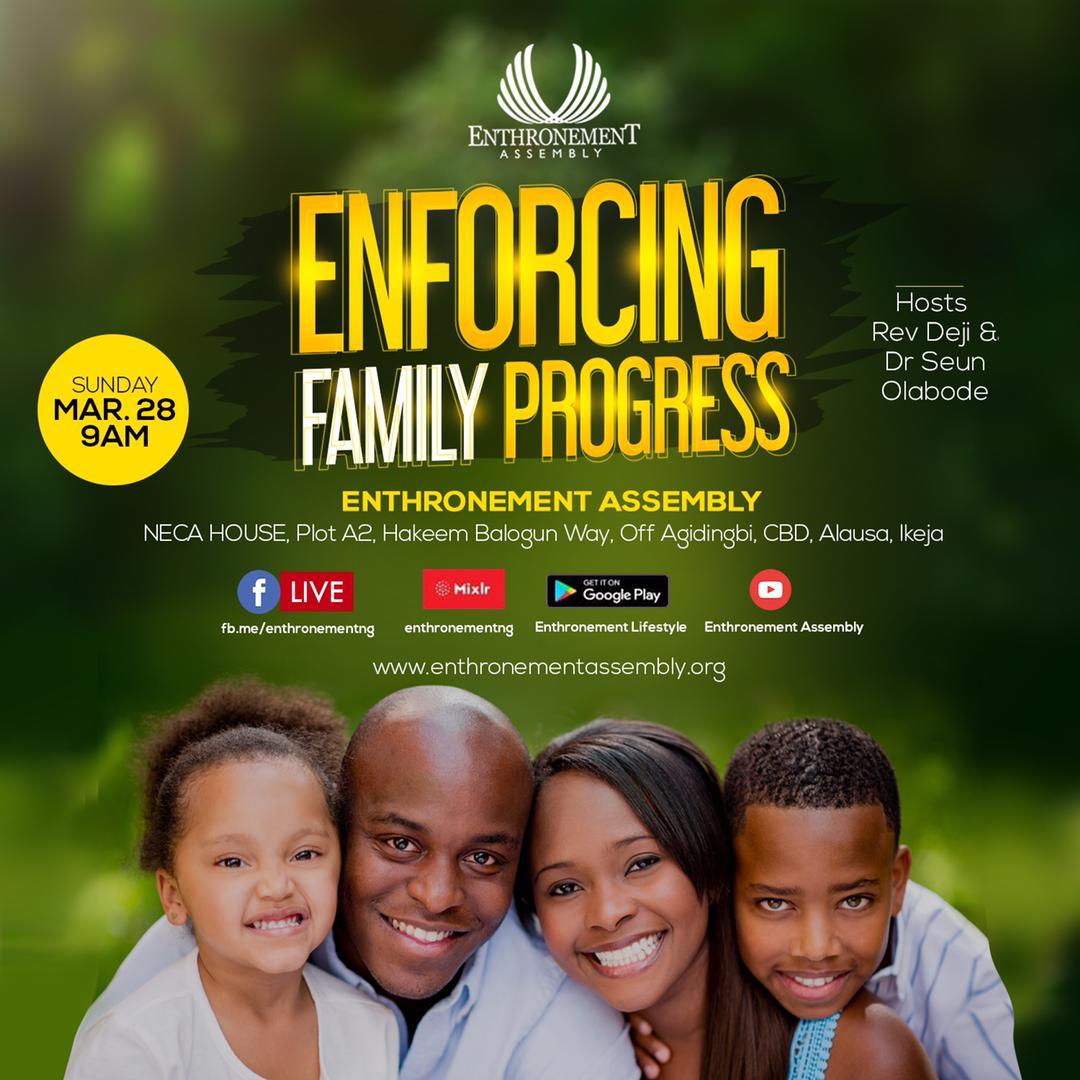 ENTHRONEMENT
ASSEMBLY
ENFORCING
FAMILY PROGRESS
Hosts
Rev Deji &
Dr Seun
Olabode
SUNDAY
MAR. 28
9AM
ENTHRONEMENT ASSEMBLY
NECA HOUSE, Plot A2, Hakeem Balogun Way, Off Agidingbi, CBD, Alausa, Ikeja
f LIVE
fb.me/enthronementng
Mixlr
enthronementng
GET IT ON
Google Play
Enthronement Lifestyle
Enthronement Assembly
www.enthronementassembly.org